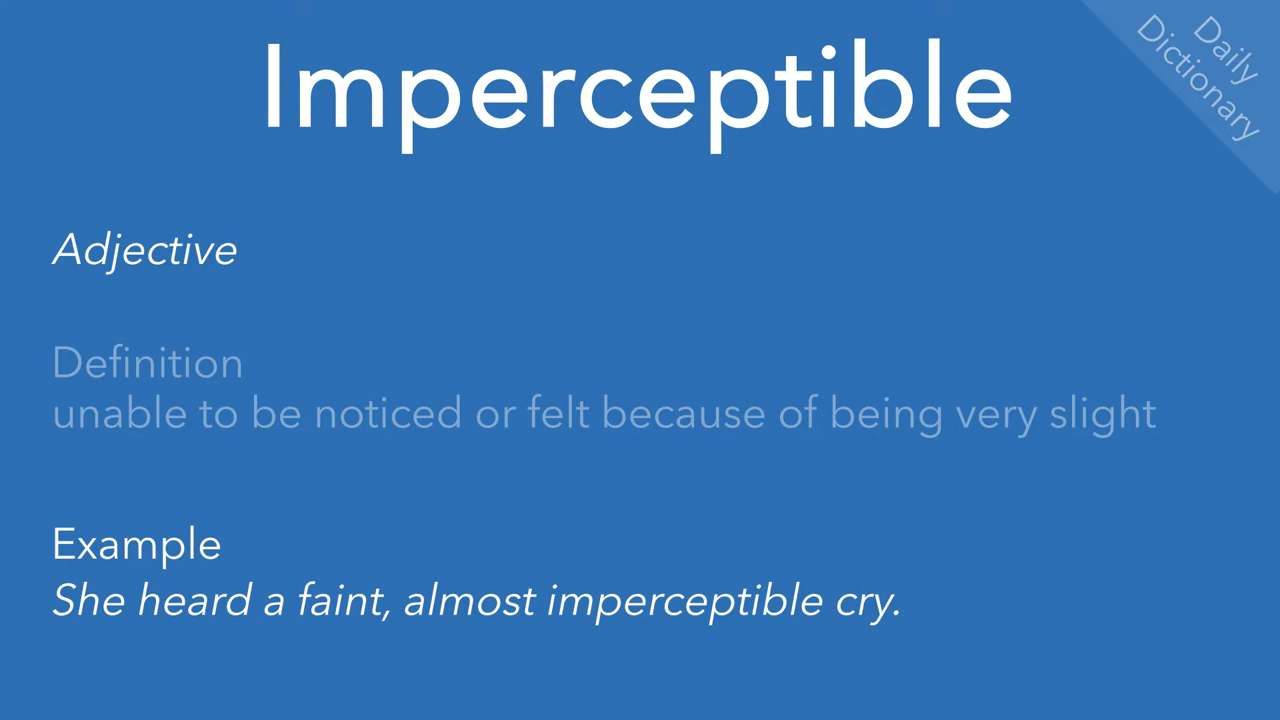 Imperceptible
Daily
Dictionary
Adjective
Definition
unable to be noticed or felt because of being very slight
Example
She heard a faint, almost imperceptible cry.